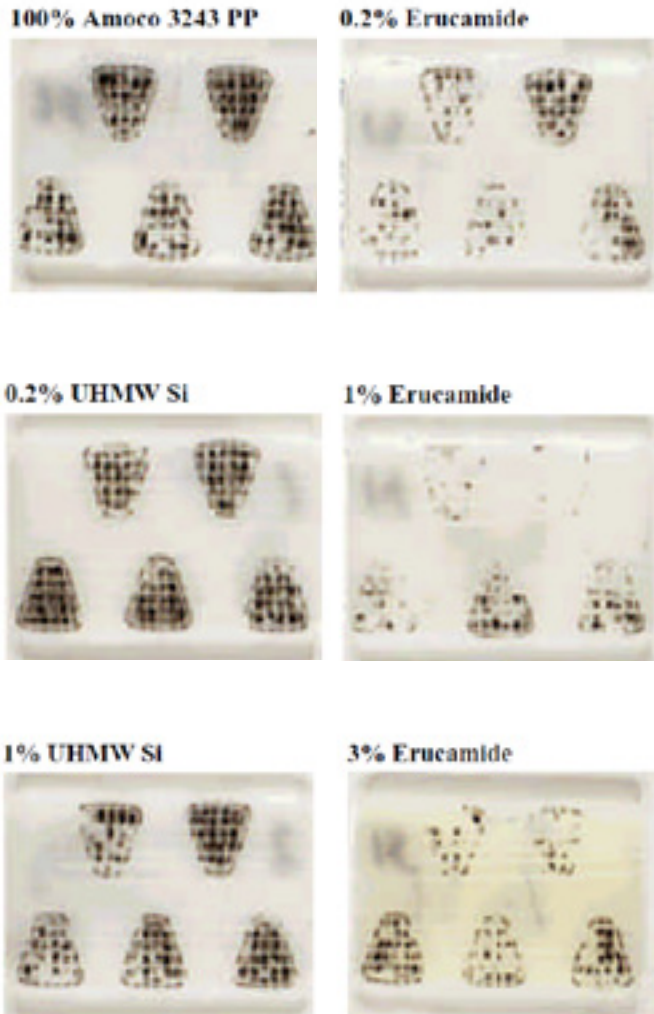 100% Amoco 3243 PP
0.2% Erucamide
0.2% UHMW Si
1% Erucamide
1% UHMW Si
3% Erucamide